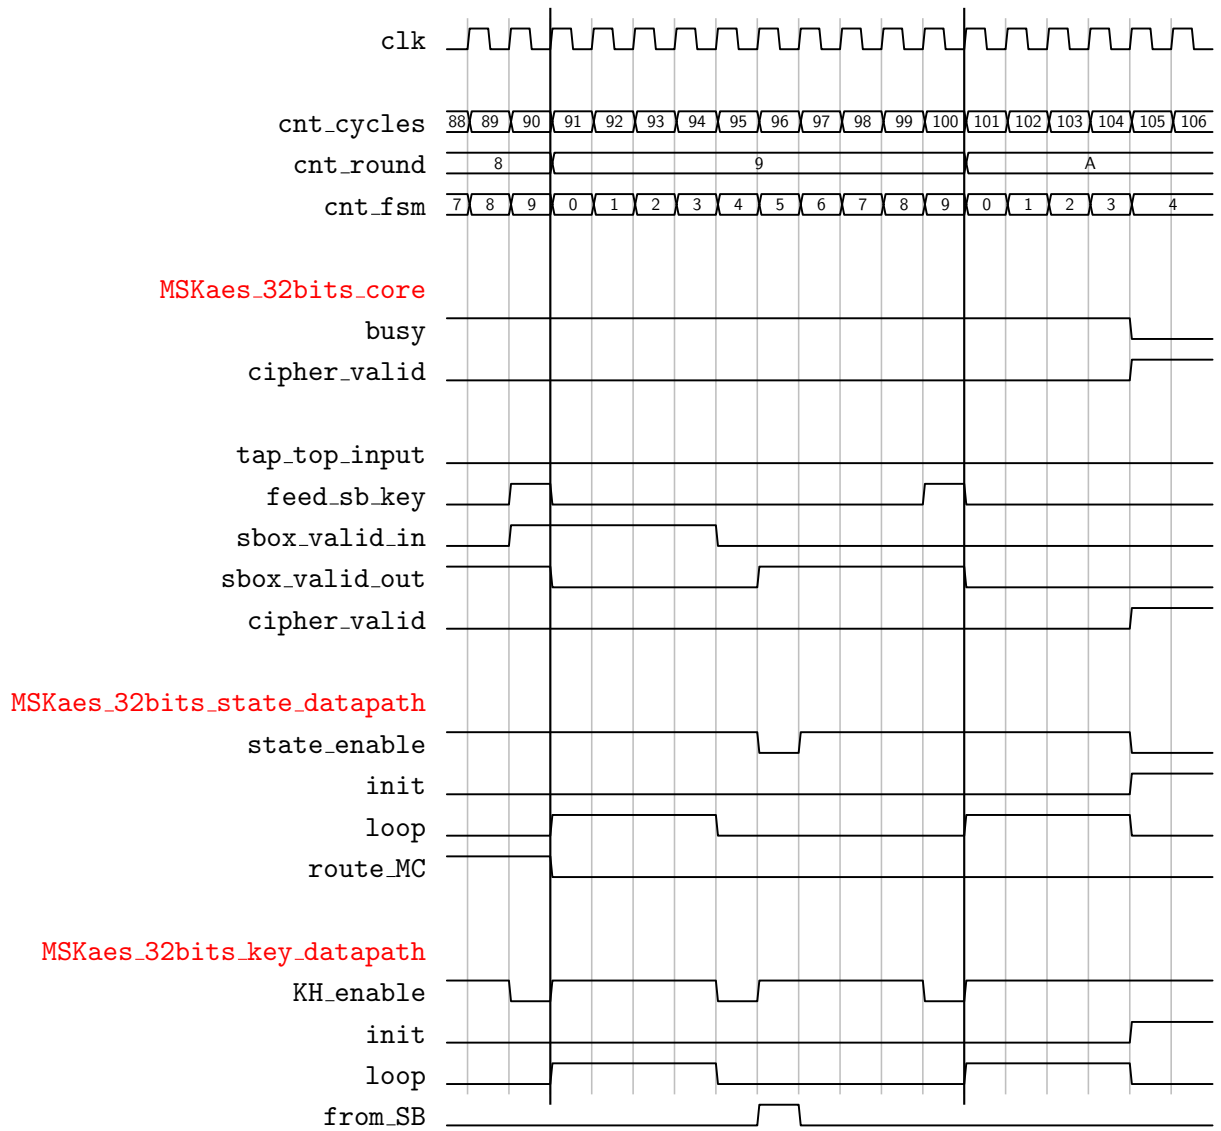 clk
cnt_cycles 88 89 90 91 92 93 94 95 96 97 98 99 100 101 102 103 104 105 106
cnt_round 8 9 A
cnt_fsm 7 8 9 0 1 2 3 4 5 6 7 8 9 0 1 2 3 4
MSKaes_32bits_core
busy
cipher_valid
tap_top_input
feed_sb_key
sbox_valid_in
sbox_valid_out
cipher_valid
MSKaes_32bits_state_datapath
state_enable
init
loop
route_MC
MSKaes_32bits_key_datapath
KH_enable
init
loop
from_SB